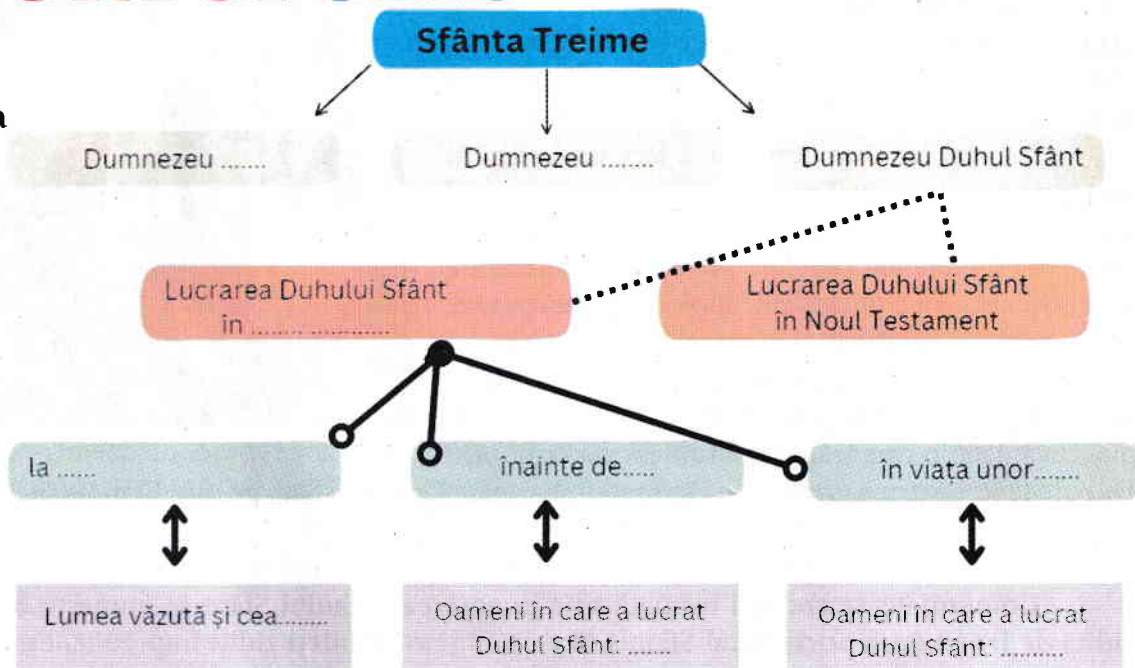 Sfânta Treime
a
Dumnezeu ........
Dumnezeu ........
Dumnezeu Duhul Sfânt
Lucrarea Duhului Sfânt
în ........ .............
Lucrarea Duhului Sfânt
în Noul Testament
la ......
înainte de.....
în viața unor.......
Lumea văzută și cea........
Oameni în care a lucrat
Duhul Sfânt: .......
Oameni în care a lucrat
Duhul Sfânt: ..........